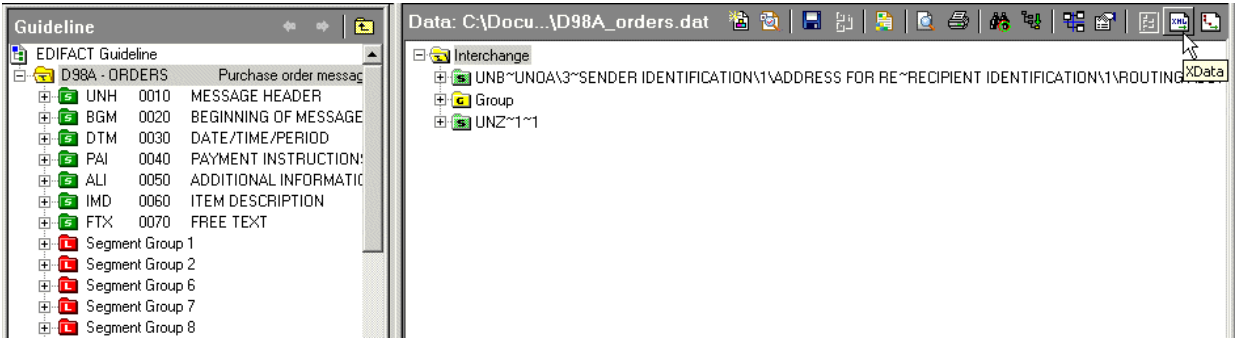 Guideline
EDIFACT Guideline
D98A - ORDERS Purchase order messag
UNH 0010 MESSAGE HEADER
BGM 0020 BEGINNING OF MESSAGE
DTM 0030 DATE/TIME/PERIOD
PAI 0040 PAYMENT INSTRUCTION
ALI 0050 ADDITIONAL INFORMATI
IMD 0060 ITEM DESCRIPTION
FTX 0070 FREE TEXT
Segment Group 1
Segment Group 2
Segment Group 6
Segment Group 7
Segment Group 8
Data: C:\Docu...\D98A_orders.dat
Interchange
UNB~UNOA\3~SENDER IDENTIFICATION\1\ADDRESS FOR RE~RECIPIENT IDENTIFICATION\1\ROUTING
XData
Group
UNZ~1~1